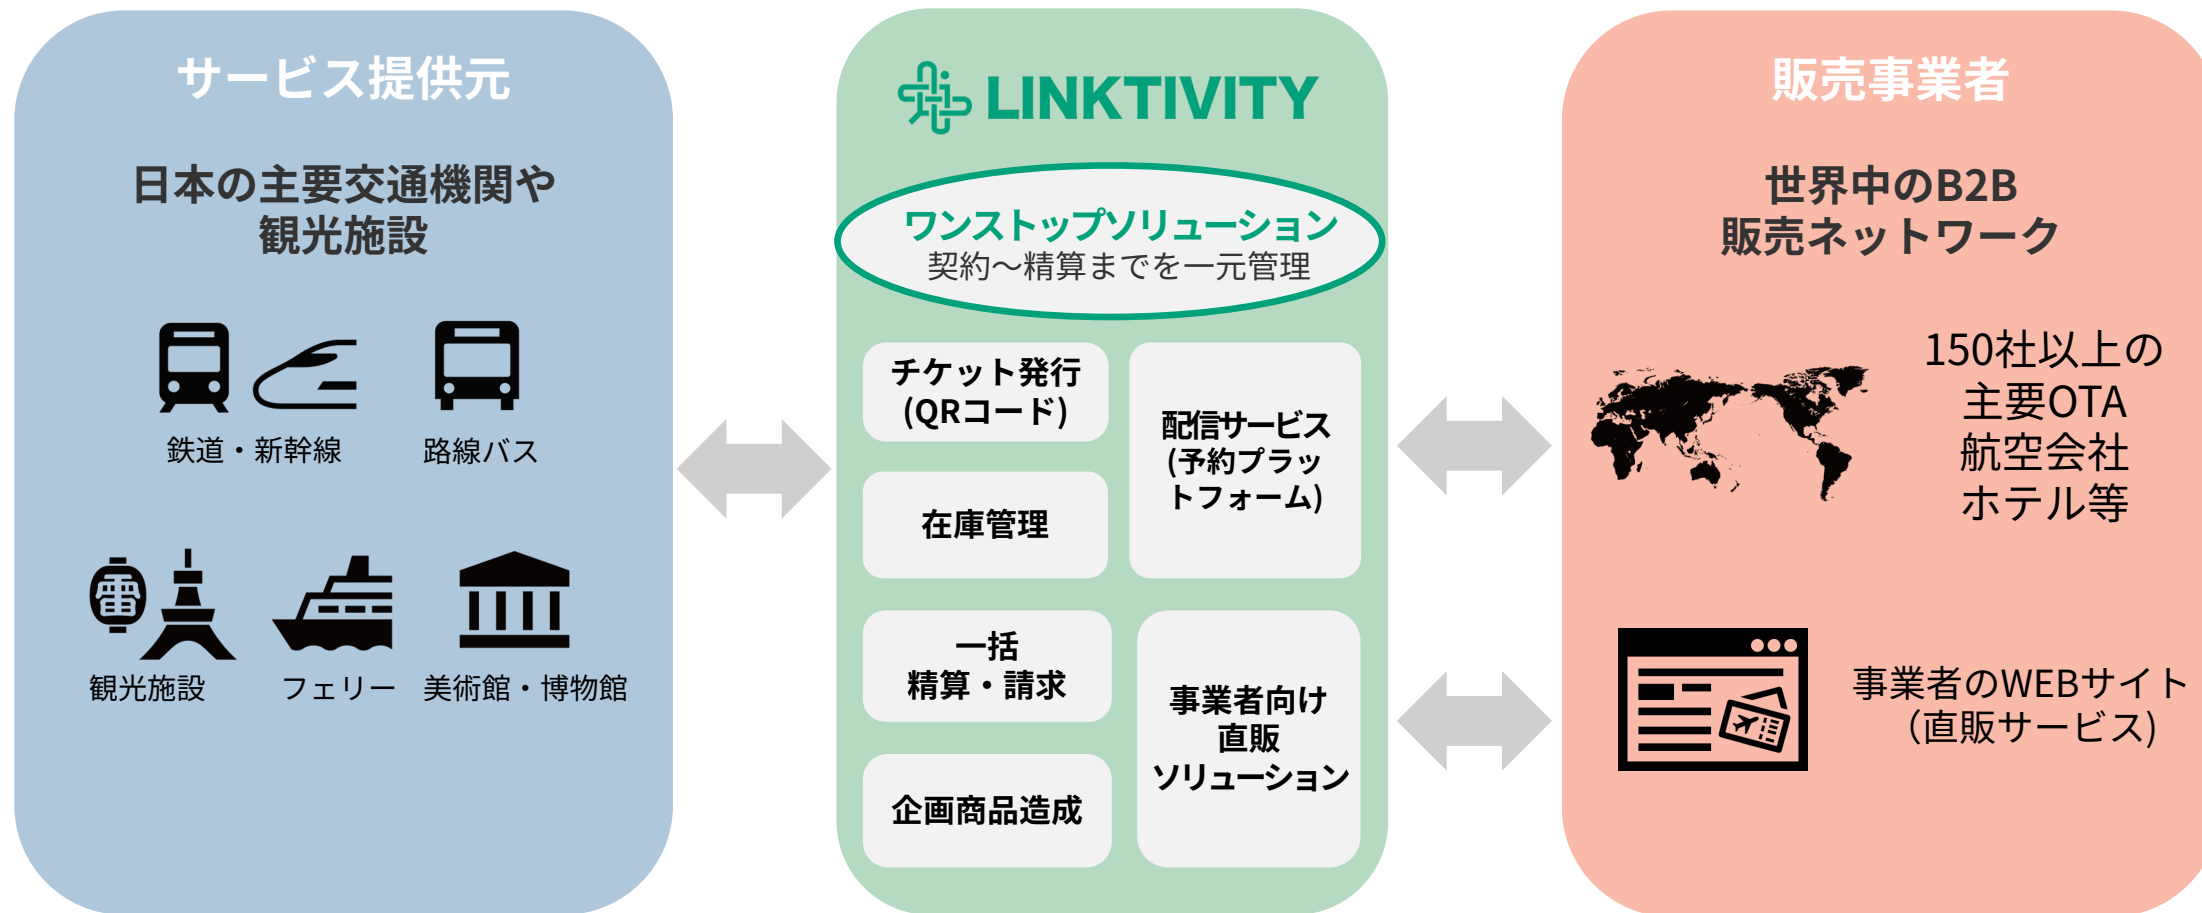 サービス提供元
日本の主要交通機関や
観光施設
鉄道・新幹線
路線バス
雷
観光施設
フェリー
美術館・博物館
LINKTIVITY
ワンストップソリューション
契約～精算までを一元管理
チケット発行
(QRコード)
在庫管理
一括
精算・請求
企画商品造成
配信サービス
(予約プラッ
トフォーム)
事業者向け
直販
ソリューション
販売事業者
世界中のB2B
販売ネットワーク
150社以上の
主要OTA
航空会社
ホテル等
事業者のWEBサイト
（直販サービス)